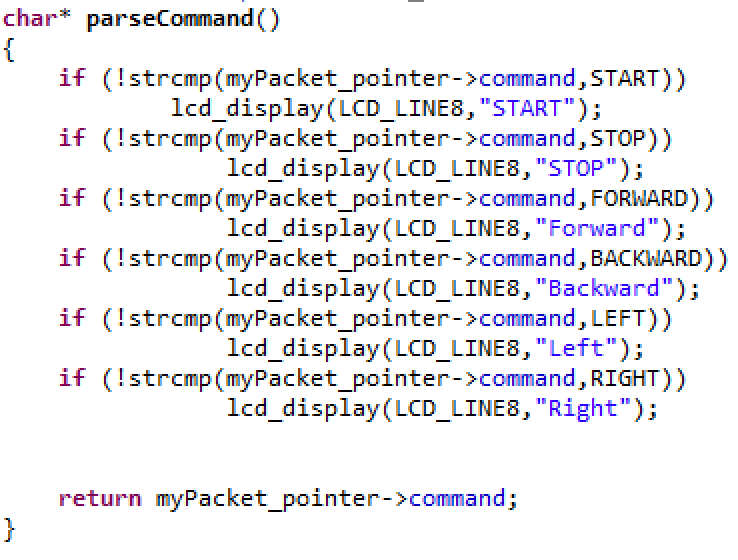 char* parseCommand()
{
    if (!strcmp(myPacket_pointer->command,START))
            lcd_display(LCD_LINE8,"START");
    if (!strcmp(myPacket_pointer->command,STOP))
                lcd_display(LCD_LINE8,"STOP");
    if (!strcmp(myPacket_pointer->command,FORWARD))
                lcd_display(LCD_LINE8,"Forward");
    if (!strcmp(myPacket_pointer->command,BACKWARD))
                lcd_display(LCD_LINE8,"Backward");
    if (!strcmp(myPacket_pointer->command,LEFT))
                lcd_display(LCD_LINE8,"Left");
    if (!strcmp(myPacket_pointer->command,RIGHT))
                lcd_display(LCD_LINE8,"Right");


    return myPacket_pointer->command;
}